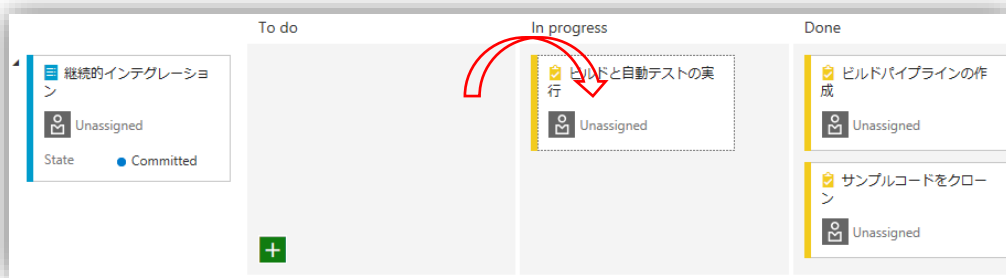 To do
In progress
Done
継続的インテグレーショ
ン
Unassigned
State
Committed
ビルドと自動テストの実
行
Unassigned
ビルドパイプラインの作
成
Unassigned
サンプルコードをクロー
ン
Unassigned